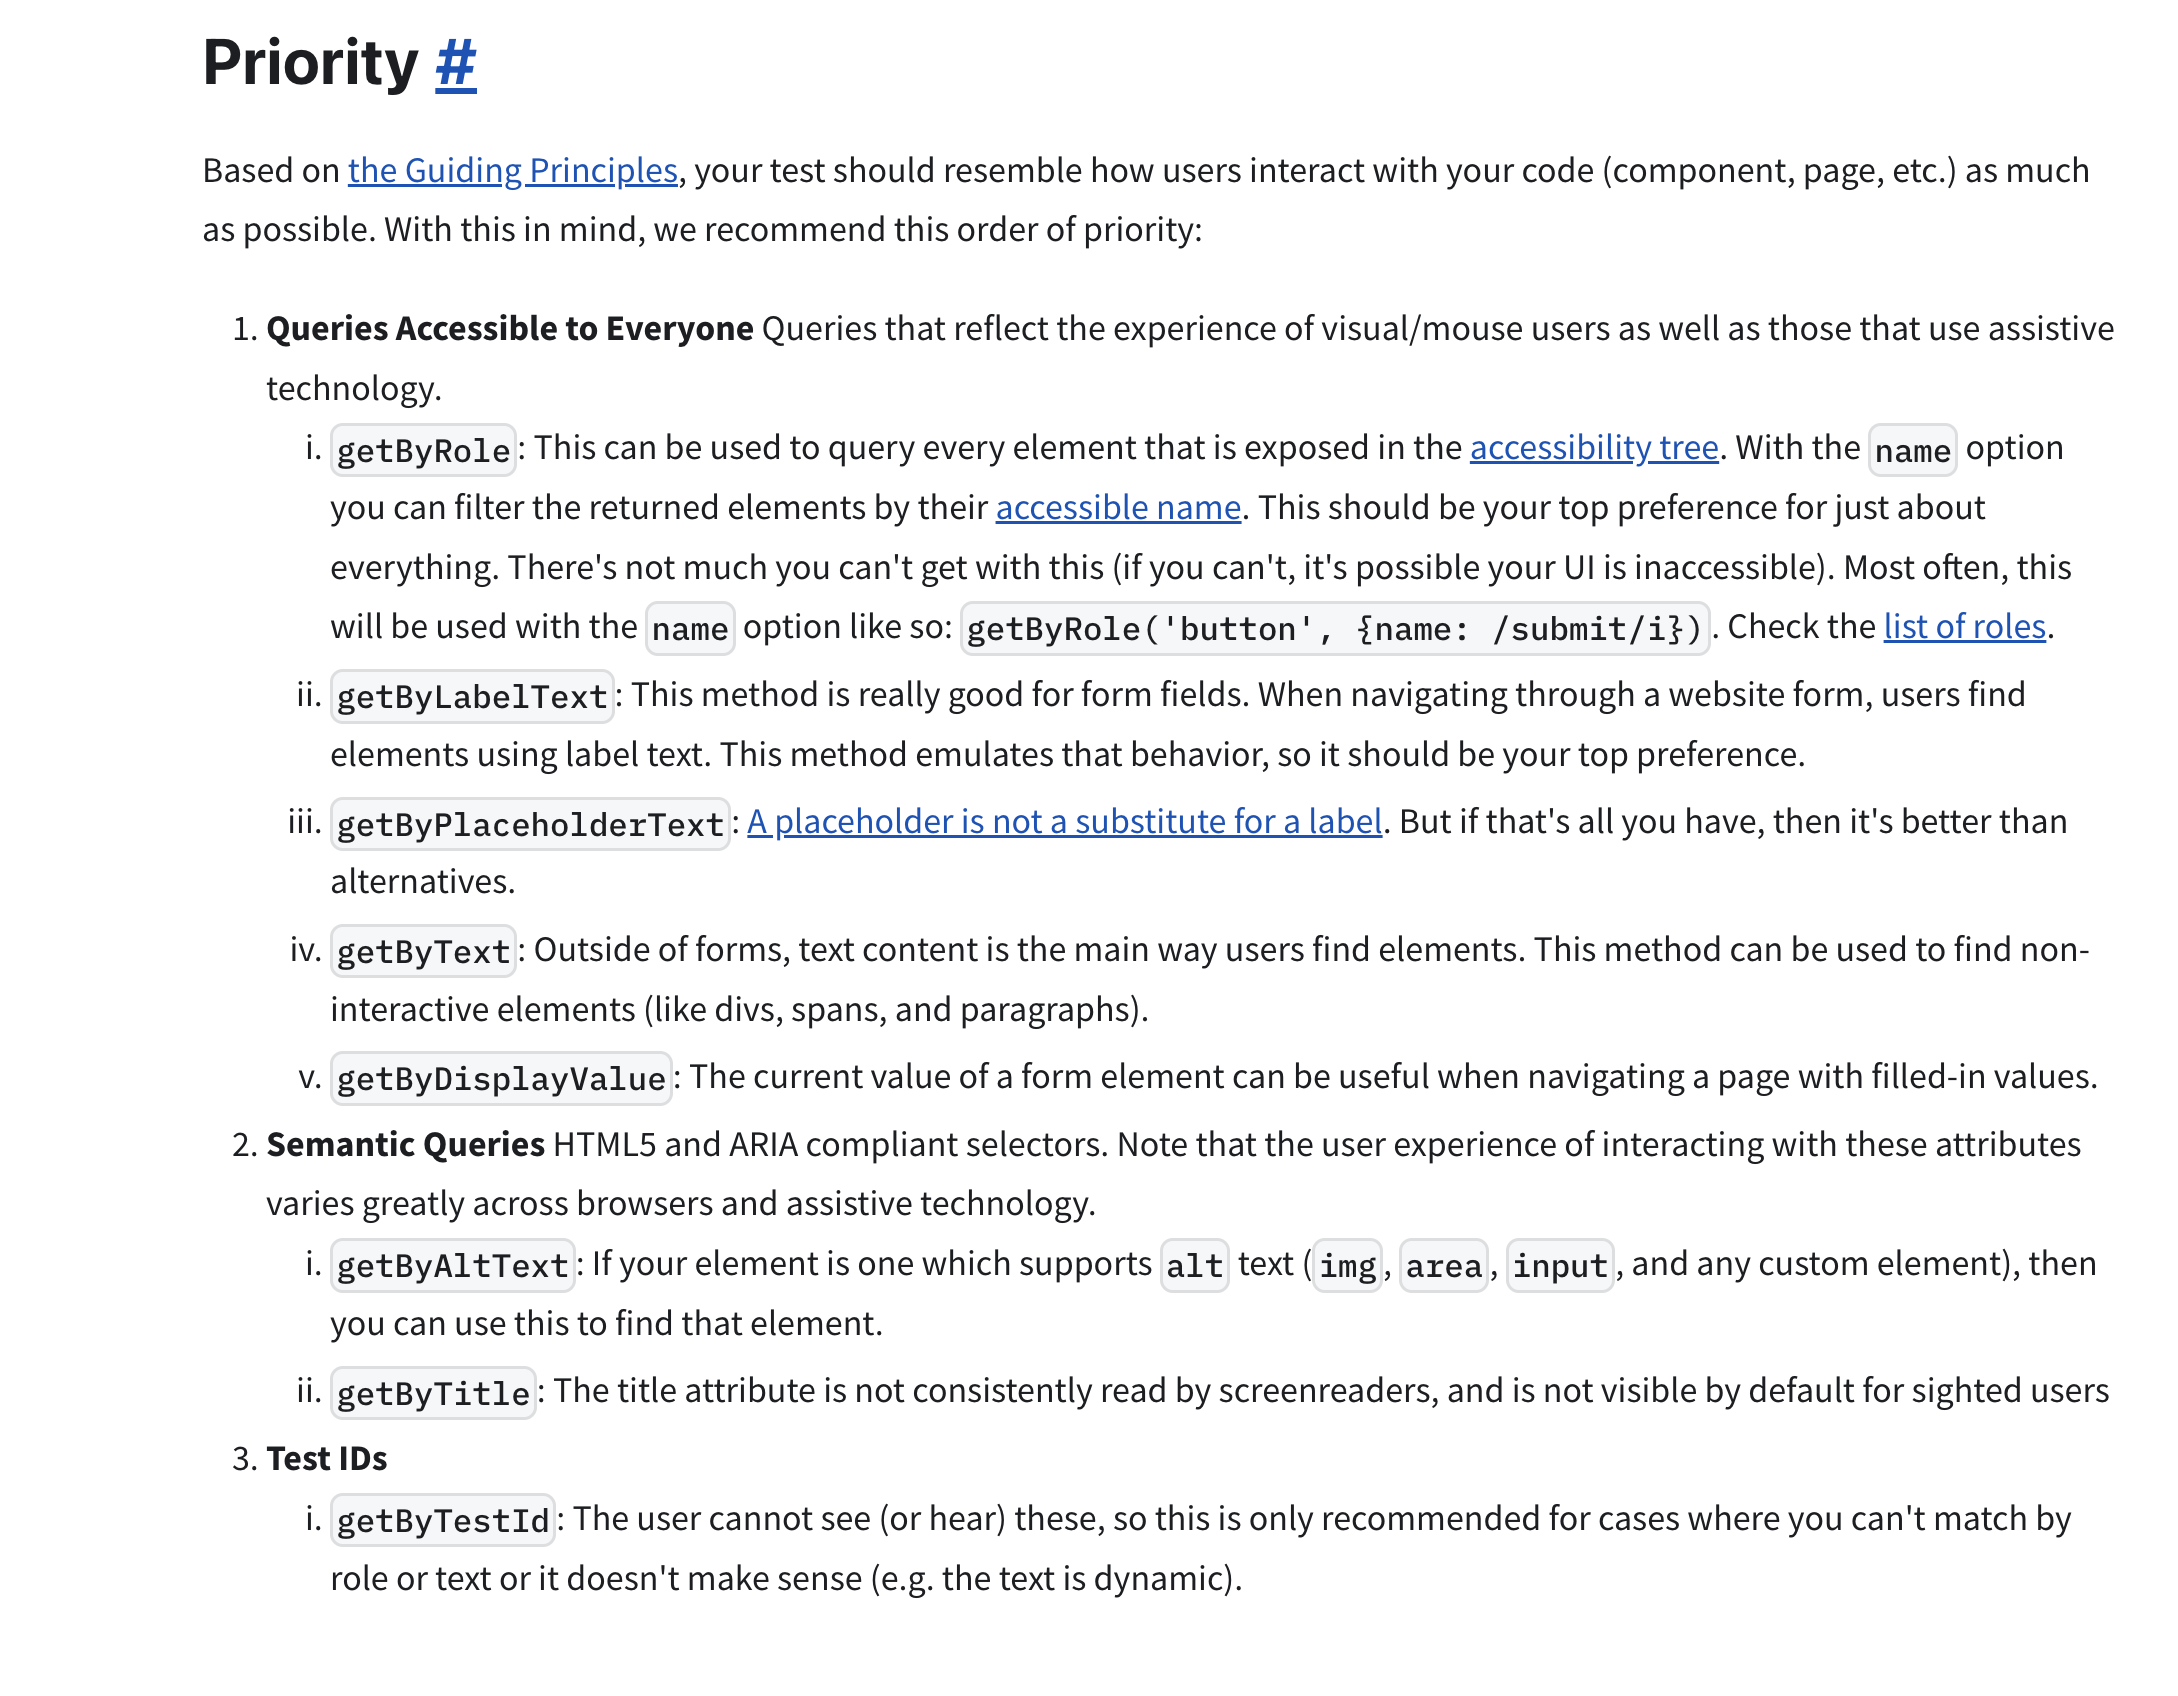 Priority #
Based on the Guiding Principles, your test should resemble how users interact with your code (component, page, etc.) as much
as possible. With this in mind, we recommend this order of priority:
1. Queries Accessible to Everyone Queries that reflect the experience of visual/mouse users as well as those that use assistive
technology.
i. getByRole: This can be used to query every element that is exposed in the accessibility tree. With the name option
you can filter the returned elements by their accessible name. This should be your top preference for just about
everything. There's not much you can't get with this (if you can't, it's possible your UI is inaccessible). Most often, this
will be used with the name option like so: getByRole('button', {name: /submit/i}). Check the list of roles.
ii. getByLabelText: This method is really good for form fields. When navigating through a website form, users find
elements using label text. This method emulates that behavior, so it should be your top preference.
iii. getByPlaceholderText: A placeholder is not a substitute for a label. But if that's all you have, then it's better than
alternatives.
iv. getByText: Outside of forms, text content is the main way users find elements. This method can be used to find non-
interactive elements (like divs, spans, and paragraphs).
v. getByDisplayValue: The current value of a form element can be useful when navigating a page with filled-in values.
2. Semantic Queries HTML5 and ARIA compliant selectors. Note that the user experience of interacting with these attributes
varies greatly across browsers and assistive technology.
i. getByAltText: If your element is one which supports alt text (img, area, input, and any custom element), then
you can use this to find that element.
ii. getByTitle: The title attribute is not consistently read by screenreaders, and is not visible by default for sighted users
3. Test IDs
i. getByTestId: The user cannot see (or hear) these, so this is only recommended for cases where you can't match by
role or text or it doesn't make sense (e.g. the text is dynamic).